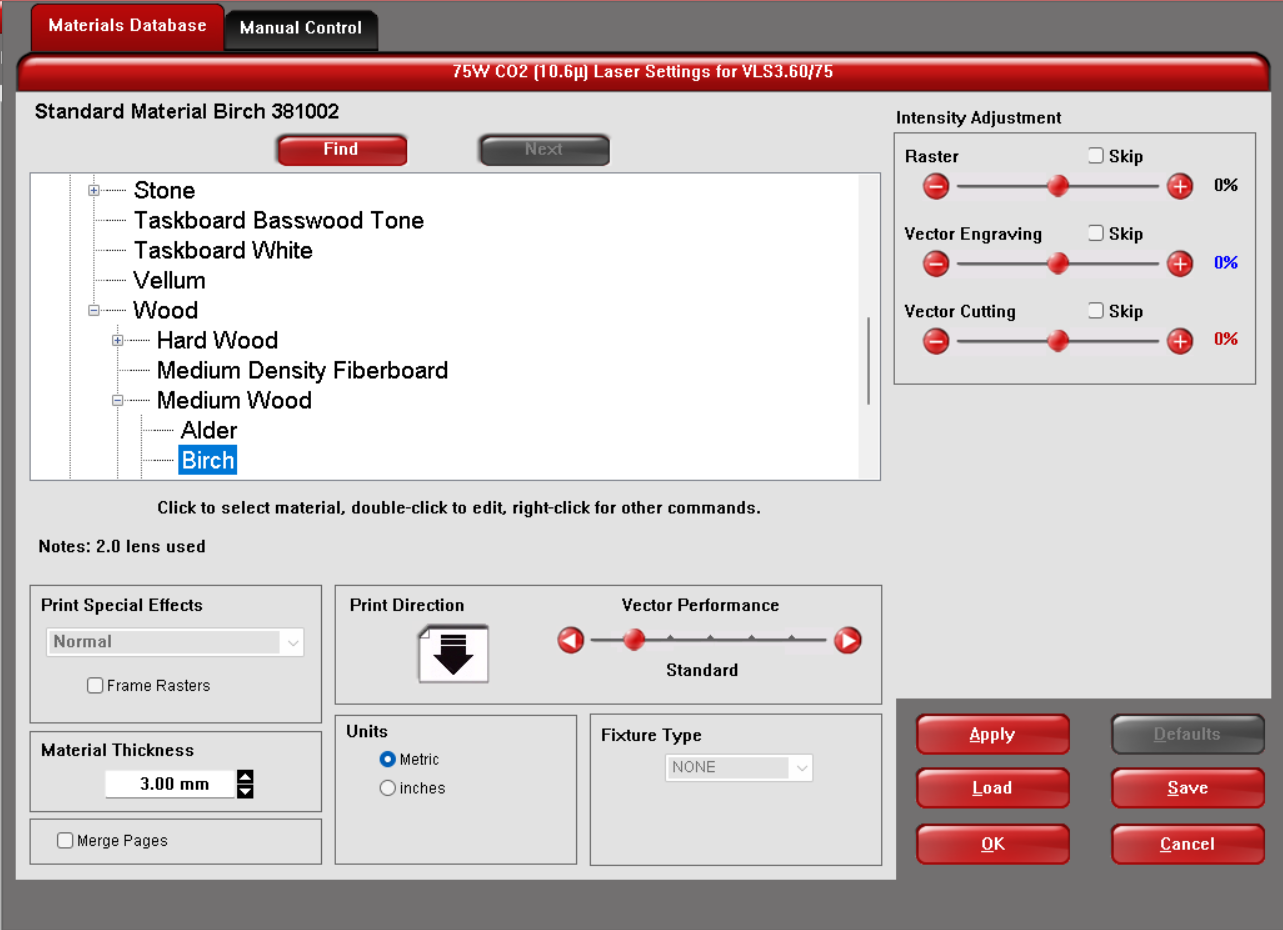 Materials Database
Manual Control
75W CO2 (10.6µ) Laser Settings for VLS3.60/75
Standard Material Birch 381002
Find
Next
Stone
Taskboard Basswood Tone
Taskboard White
Vellum
Wood
Hard Wood
Medium Density Fiberboard
Medium Wood
Alder
Birch
Click to select material, double-click to edit, right-click for other commands.
Notes: 2.0 lens used
Intensity Adjustment
Raster
Skip
0%
Vector Engraving
Skip
0%
Vector Cutting
Skip
0%
Print Special Effects
Normal
Frame Rasters
Material Thickness
3.00 mm
Merge Pages
Print Direction
Vector Performance
Standard
Units
Metric
inches
Fixture Type
NONE
Apply
Defaults
Load
Save
OK
Cancel